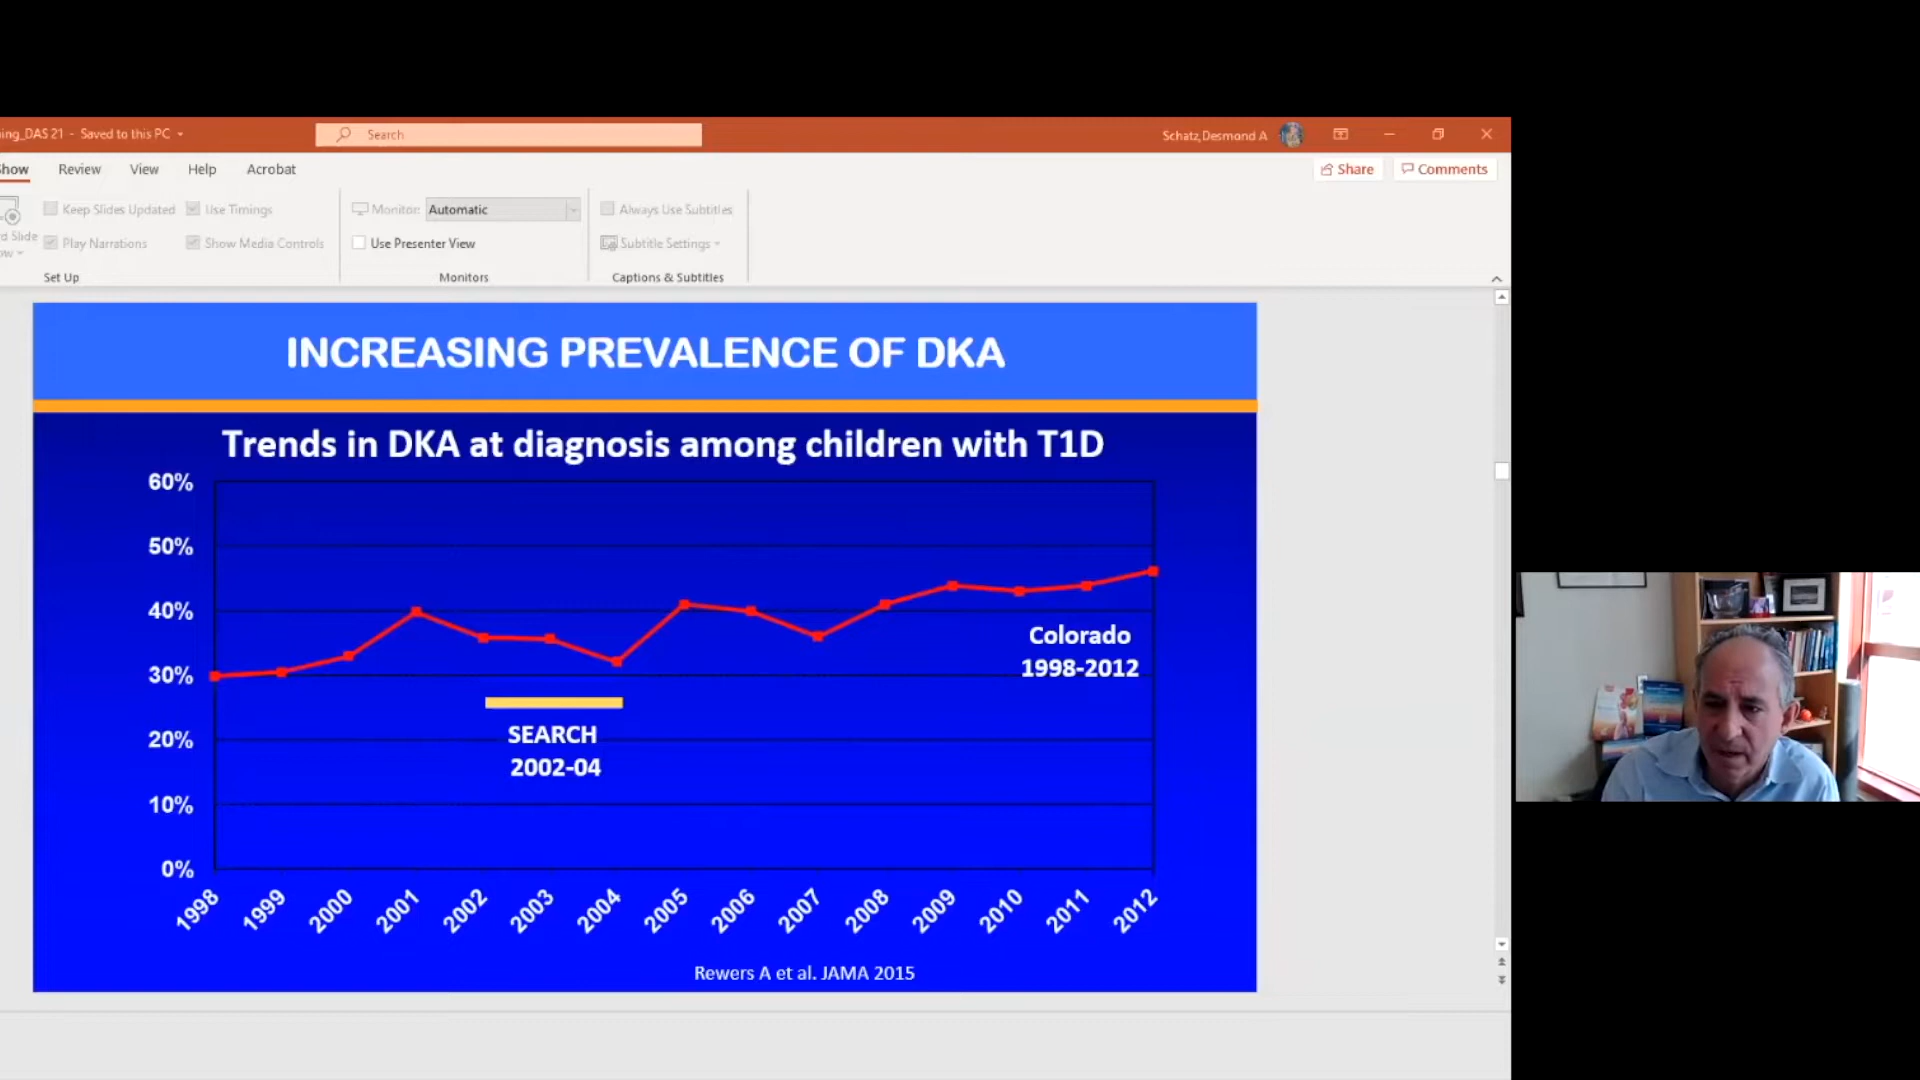 ing_DAS 21 - Saved to this PC
Search
Schatz,Desmond A
Show
Review
View
Help
Acrobat
Share
Comments
Keep Slides Updated
Use Timings
Monitor:
Automatic
Always Use Subtitles
d Slide
ow
Play Narrations
Show Media Controls
Use Presenter View
Subtitle Settings
Set Up
Monitors
Captions & Subtitles
INCREASING PREVALENCE OF DKA
Trends in DKA at diagnosis among children with T1D
60%
50%
40%
30%
20%
10%
0%
Colorado
1998-2012
SEARCH
2002-04
1998
1999
2000
2001
2002
2003
2004
2005
2006
2007
2008
2009
2010
2011
2012
Rewers A et al. JAMA 2015